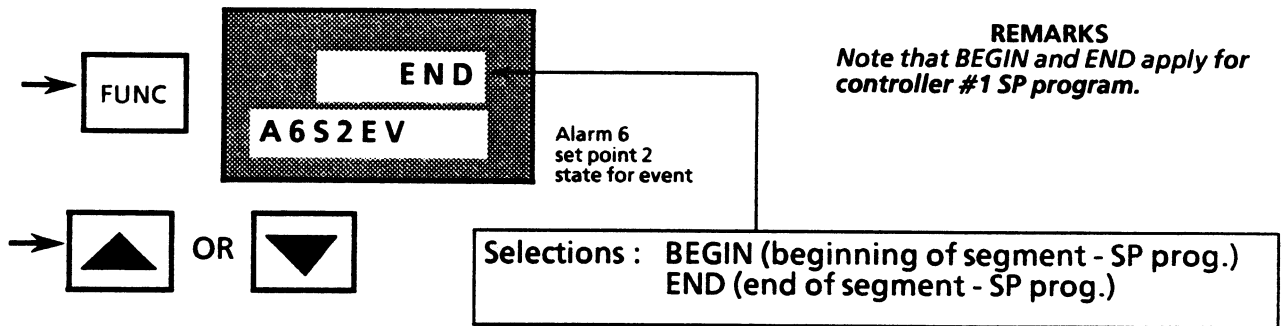 FUNC
END
A6S2EV
Alarm 6
set point 2
state for event
REMARKS
Note that BEGIN and END apply for
controller #1 SP program.
OR
Selections : BEGIN (beginning of segment - SP prog.)
END (end of segment - SP prog.)